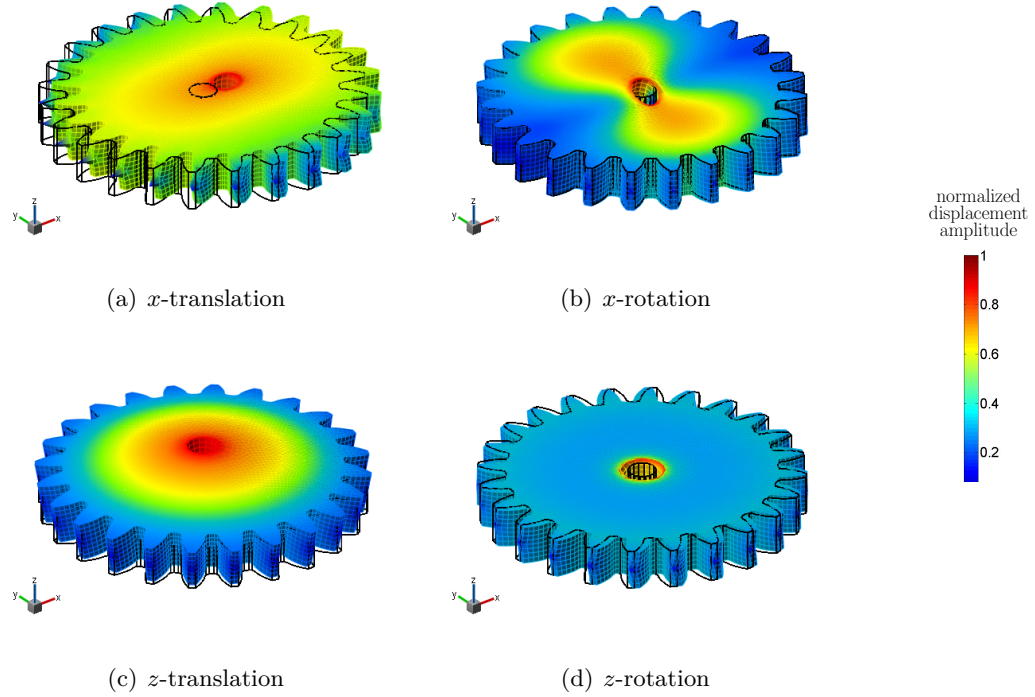 z
y
x
z
y
x
(a) x-translation
(b) x-rotation
normalized
displacement
amplitude
1
0.8
0.6
0.4
0.2
z
y
x
z
y
x
(c) z-translation
(d) z-rotation